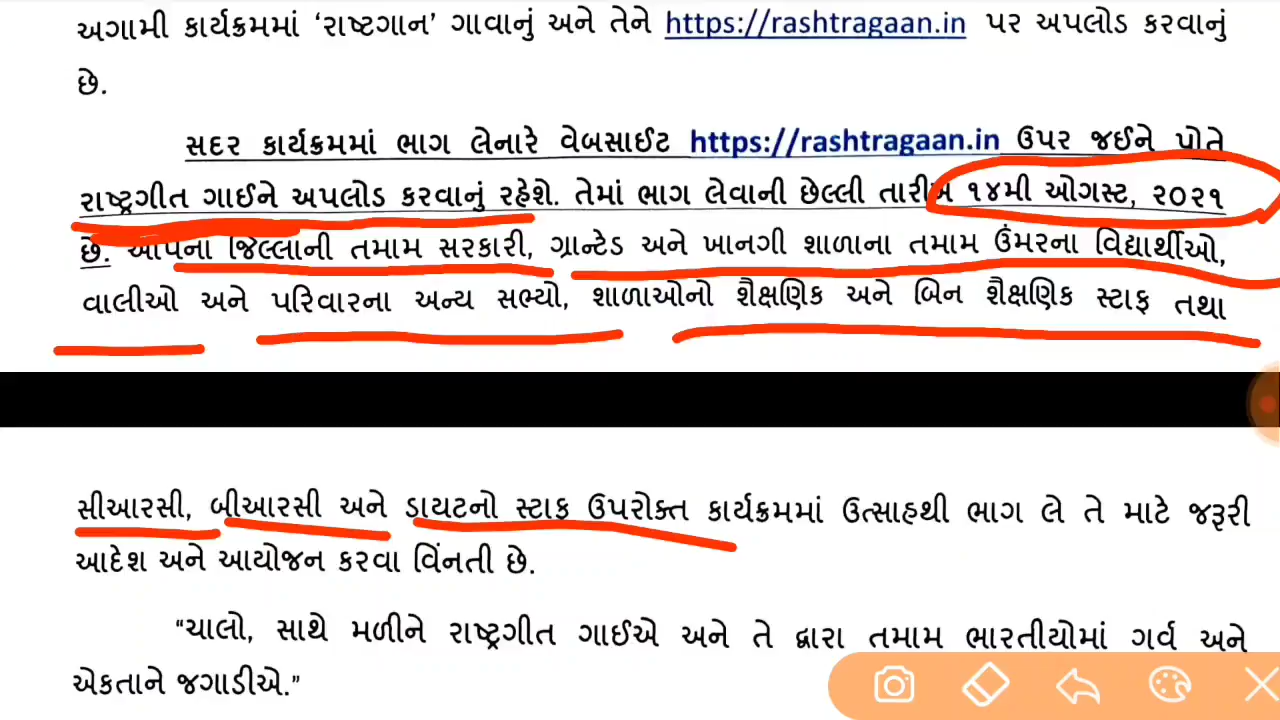 અગામી કાર્યક્રમમાં ‘રાષ્ટગાન’ ગાવાનું અને તેને https://rashtragaan.in પર અપલોડ કરવાનું
છે.
સદર કાર્યક્રમમાં ભાગ લેનારે વેબસાઈટ https://rashtragaan.in ઉપર જઈને પોતે
રાષ્ટ્રગીત ગાઈને અપલોડ કરવાનું રહેશે. તેમાં ભાગ લેવાની છેલ્લી તારીખ ૧૪મી ઓગસ્ટ, ૨૦૨૧
છે. આપના જિલ્લાની તમામ સરકારી, ગ્રાન્ટેડ અને ખાનગી શાળાના તમામ ઉંમરના વિદ્યાર્થીઓ,
વાલીઓ અને પરિવારના અન્ય સભ્યો, શાળાઓનો શૈક્ષણિક અને બિન શૈક્ષણિક સ્ટાફ તથા
સીઆરસી, બીઆરસી અને ડાયટનો સ્ટાફ ઉપરોક્ત કાર્યક્રમમાં ઉત્સાહથી ભાગ લે તે માટે જરૂરી
આદેશ અને આયોજન કરવા વિંનતી છે.
“ચાલો, સાથે મળીને રાષ્ટ્રગીત ગાઈએ અને તે દ્વારા તમામ ભારતીયોમાં ગર્વ અને
એકતાને જગાડીએ.”